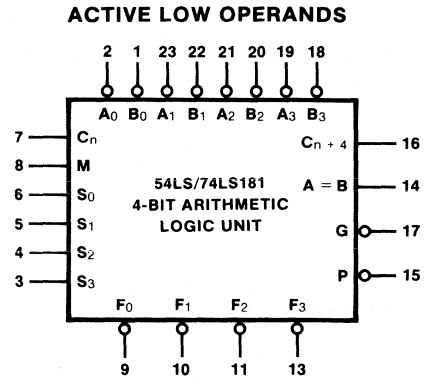 ACTIVE LOW OPERANDS
2 1 23 22 21 20 19 18
A0 B0 A1 B1 A2 B2 A3 B3
7 Cn Cn + 4 16
8 M
54LS/74LS181 A = B 14
6 S0
4-BIT ARITHMETIC
5 S1 LOGIC UNIT G 17
4 S2
3 S3 P 15
F0 F1 F2 F3
9 10 11 13